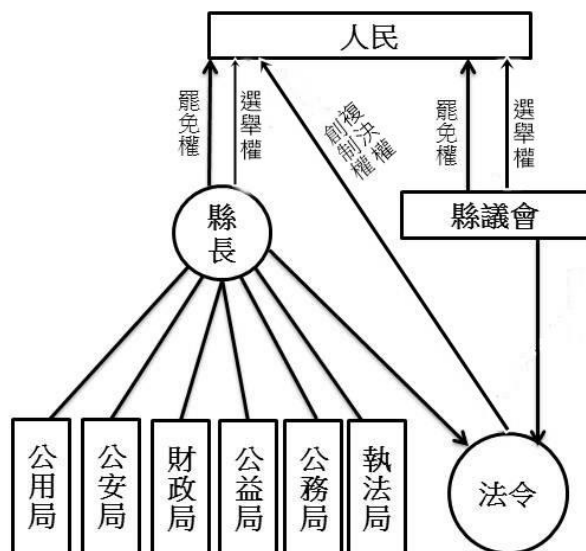 人民
罷免權
選舉權
創制權
複決權
罷免權
選舉權
縣長
縣議會
公用局
公安局
財政局
公益局
公務局
執法局
法令